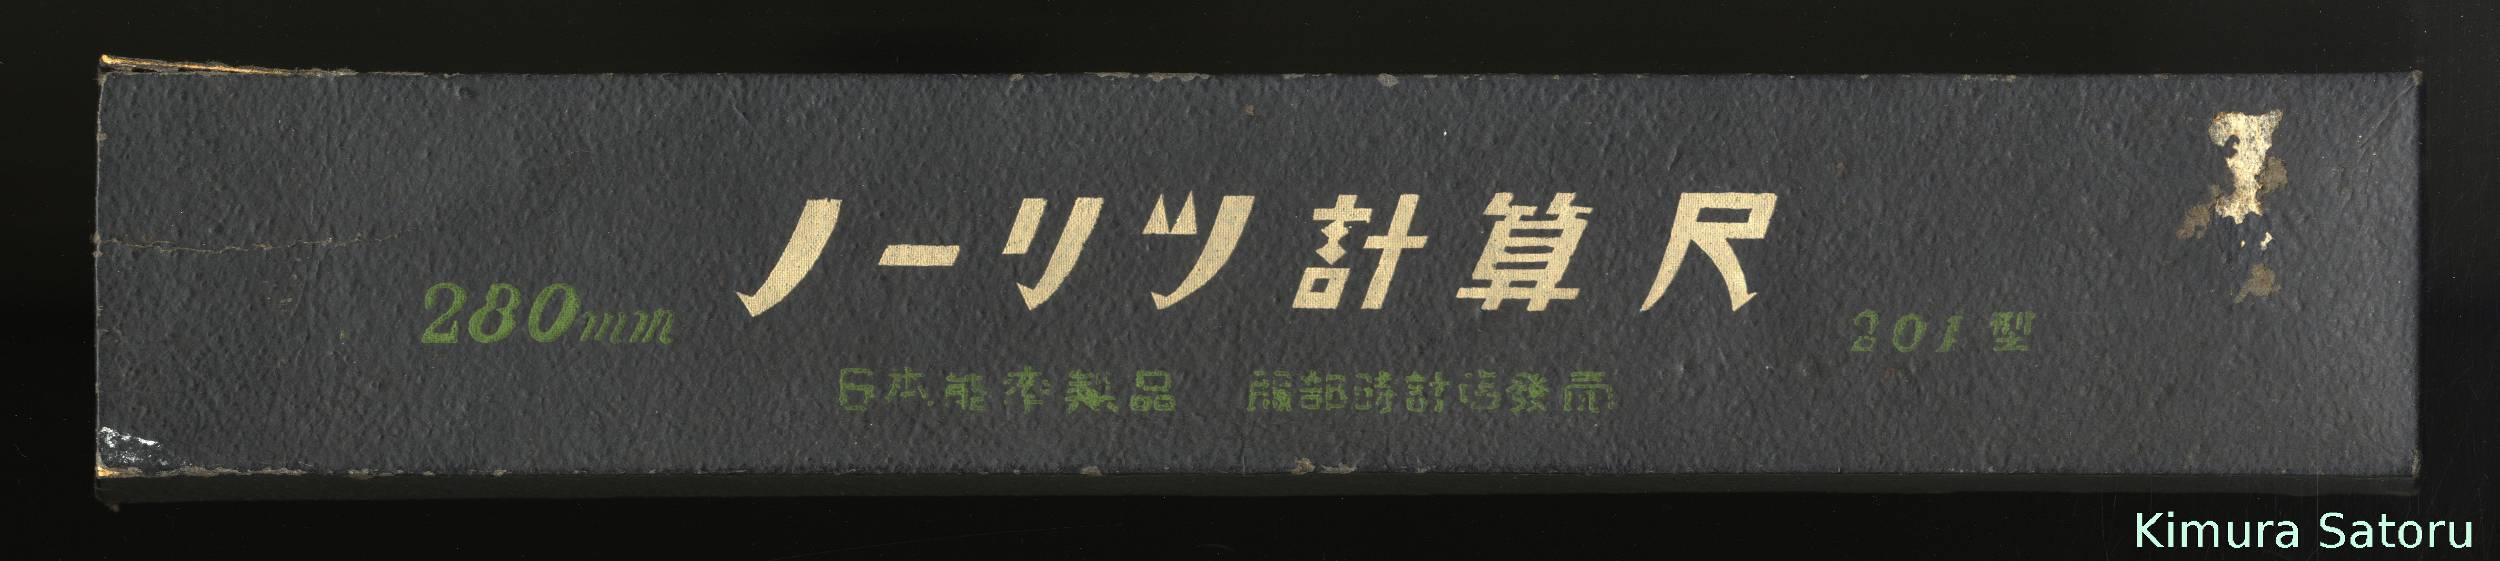 ノーリツ計算尺
280mm
201型
日本能率製品 服部時計店發売
Kimura Satoru